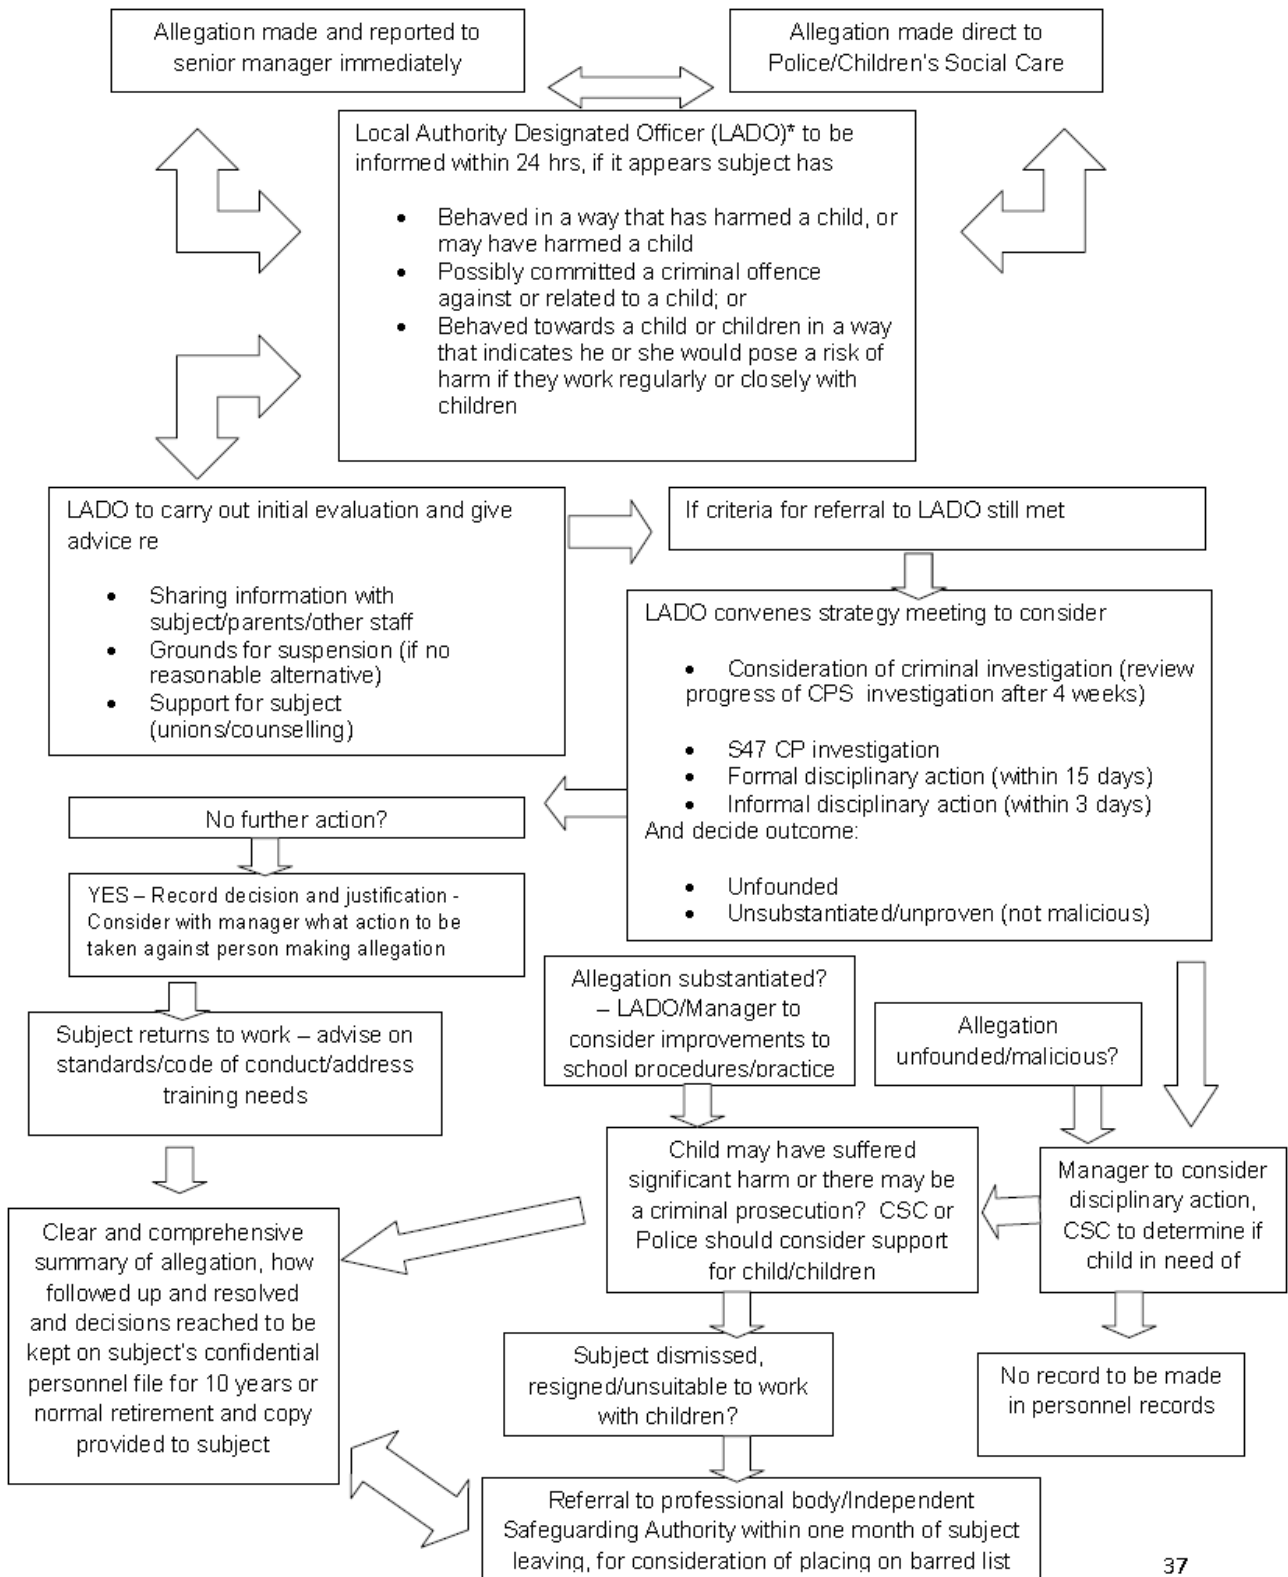 Allegation made and reported to
senior manager immediately
Allegation made direct to
Police/Children's Social Care
Local Authority Designated Officer (LADO)* to be
informed within 24 hrs, if it appears subject has
• Behaved in a way that has harmed a child, or
may have harmed a child
• Possibly committed a criminal offence
against or related to a child; or
• Behaved towards a child or children in a way
that indicates he or she would pose a risk of
harm if they work regularly or closely with
children
LADO to carry out initial evaluation and give
advice re
• Sharing information with
subject/parents/other staff
• Grounds for suspension (if no
reasonable alternative)
• Support for subject
(unions/counselling)
If criteria for referral to LADO still met
LADO convenes strategy meeting to consider
• Consideration of criminal investigation (review
progress of CPS investigation after 4 weeks)
• S47 CP investigation
• Formal disciplinary action (within 15 days)
• Informal disciplinary action (within 3 days)
And decide outcome:
• Unfounded
• Unsubstantiated/unproven (not malicious)
No further action?
YES – Record decision and justification -
Consider with manager what action to be
taken against person making allegation
Subject returns to work – advise on
standards/code of conduct/address
training needs
Allegation substantiated?
– LADO/Manager to
consider improvements to
school procedures/practice
Allegation
unfounded/malicious?
Child may have suffered
significant harm or there may be
a criminal prosecution? CSC or
Police should consider support
for child/children
Manager to consider
disciplinary action,
CSC to determine if
child in need of
Clear and comprehensive
summary of allegation, how
followed up and resolved
and decisions reached to be
kept on subject's confidential
personnel file for 10 years or
normal retirement and copy
provided to subject
Subject dismissed,
resigned/unsuitable to work
with children?
No record to be made
in personnel records
Referral to professional body/Independent
Safeguarding Authority within one month of subject
leaving, for consideration of placing on barred list
37